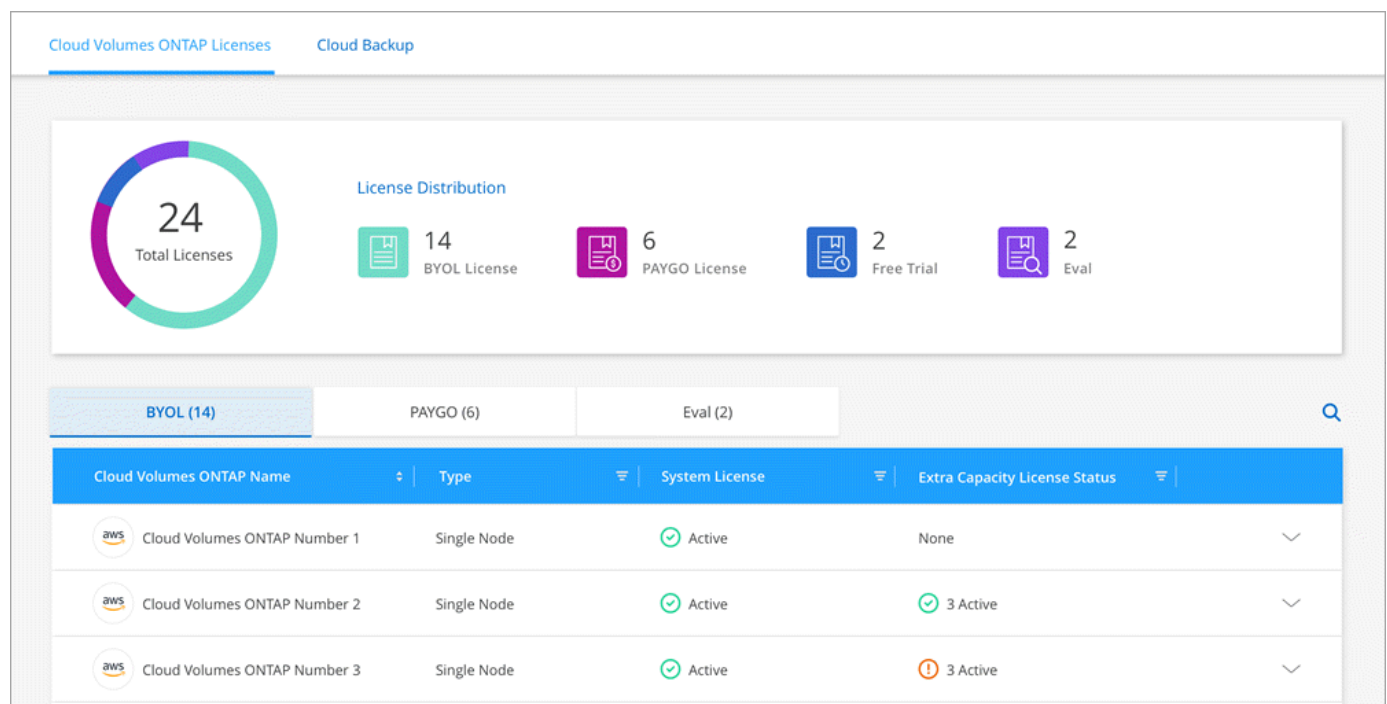 Cloud Volumes ONTAP Licenses Cloud Backup
24
Total Licenses
License Distribution
14
BYOL License
6
PAYGO License
2
Free Trial
2
Eval
BYOL (14) PAYGO (6) Eval (2)
Cloud Volumes ONTAP Name Type System License Extra Capacity License Status
aws Cloud Volumes ONTAP Number 1 Single Node Active None
aws Cloud Volumes ONTAP Number 2 Single Node Active 3 Active
aws Cloud Volumes ONTAP Number 3 Single Node Active 3 Active